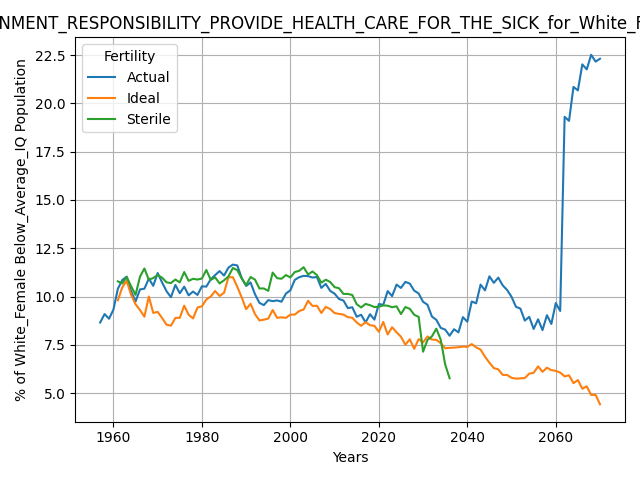 NMENT_RESPONSIBILITY_PROVIDE_HEALTH_CARE_FOR_THE_SICK_for_White_F
22.5
20.0
17.5
15.0
12.5
10.0
7.5
5.0
% of White_Female Below_Average_IQ Population
Fertility
Actual
Ideal
Sterile
1960 1980 2000 2020 2040 2060
Years